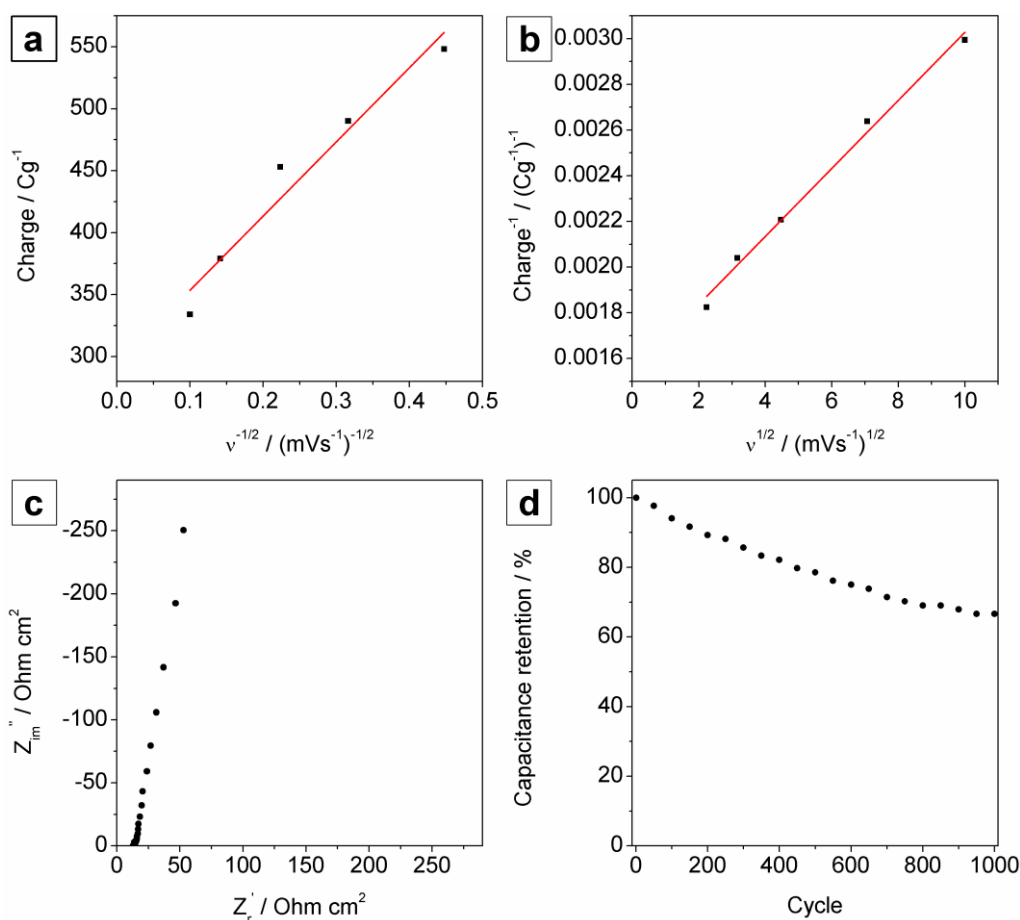 a
550
500
450
400
350
300
Charge / Cg⁻¹
0.0 0.1 0.2 0.3 0.4 0.5
ν⁻¹/² / (mVs⁻¹)⁻¹/²
b
0.0030
0.0028
0.0026
0.0024
0.0022
0.0020
0.0018
0.0016
Charge⁻¹ / (Cg⁻¹)⁻¹
2 4 6 8 10
ν¹/² / (mVs⁻¹)¹/²
c
-250
-200
-150
-100
-50
0
Z_im'' / Ohm cm²
0 50 100 150 200 250
Z_r' / Ohm cm²
d
100
80
60
40
20
0
Capacitance retention / %
0 200 400 600 800 1000
Cycle